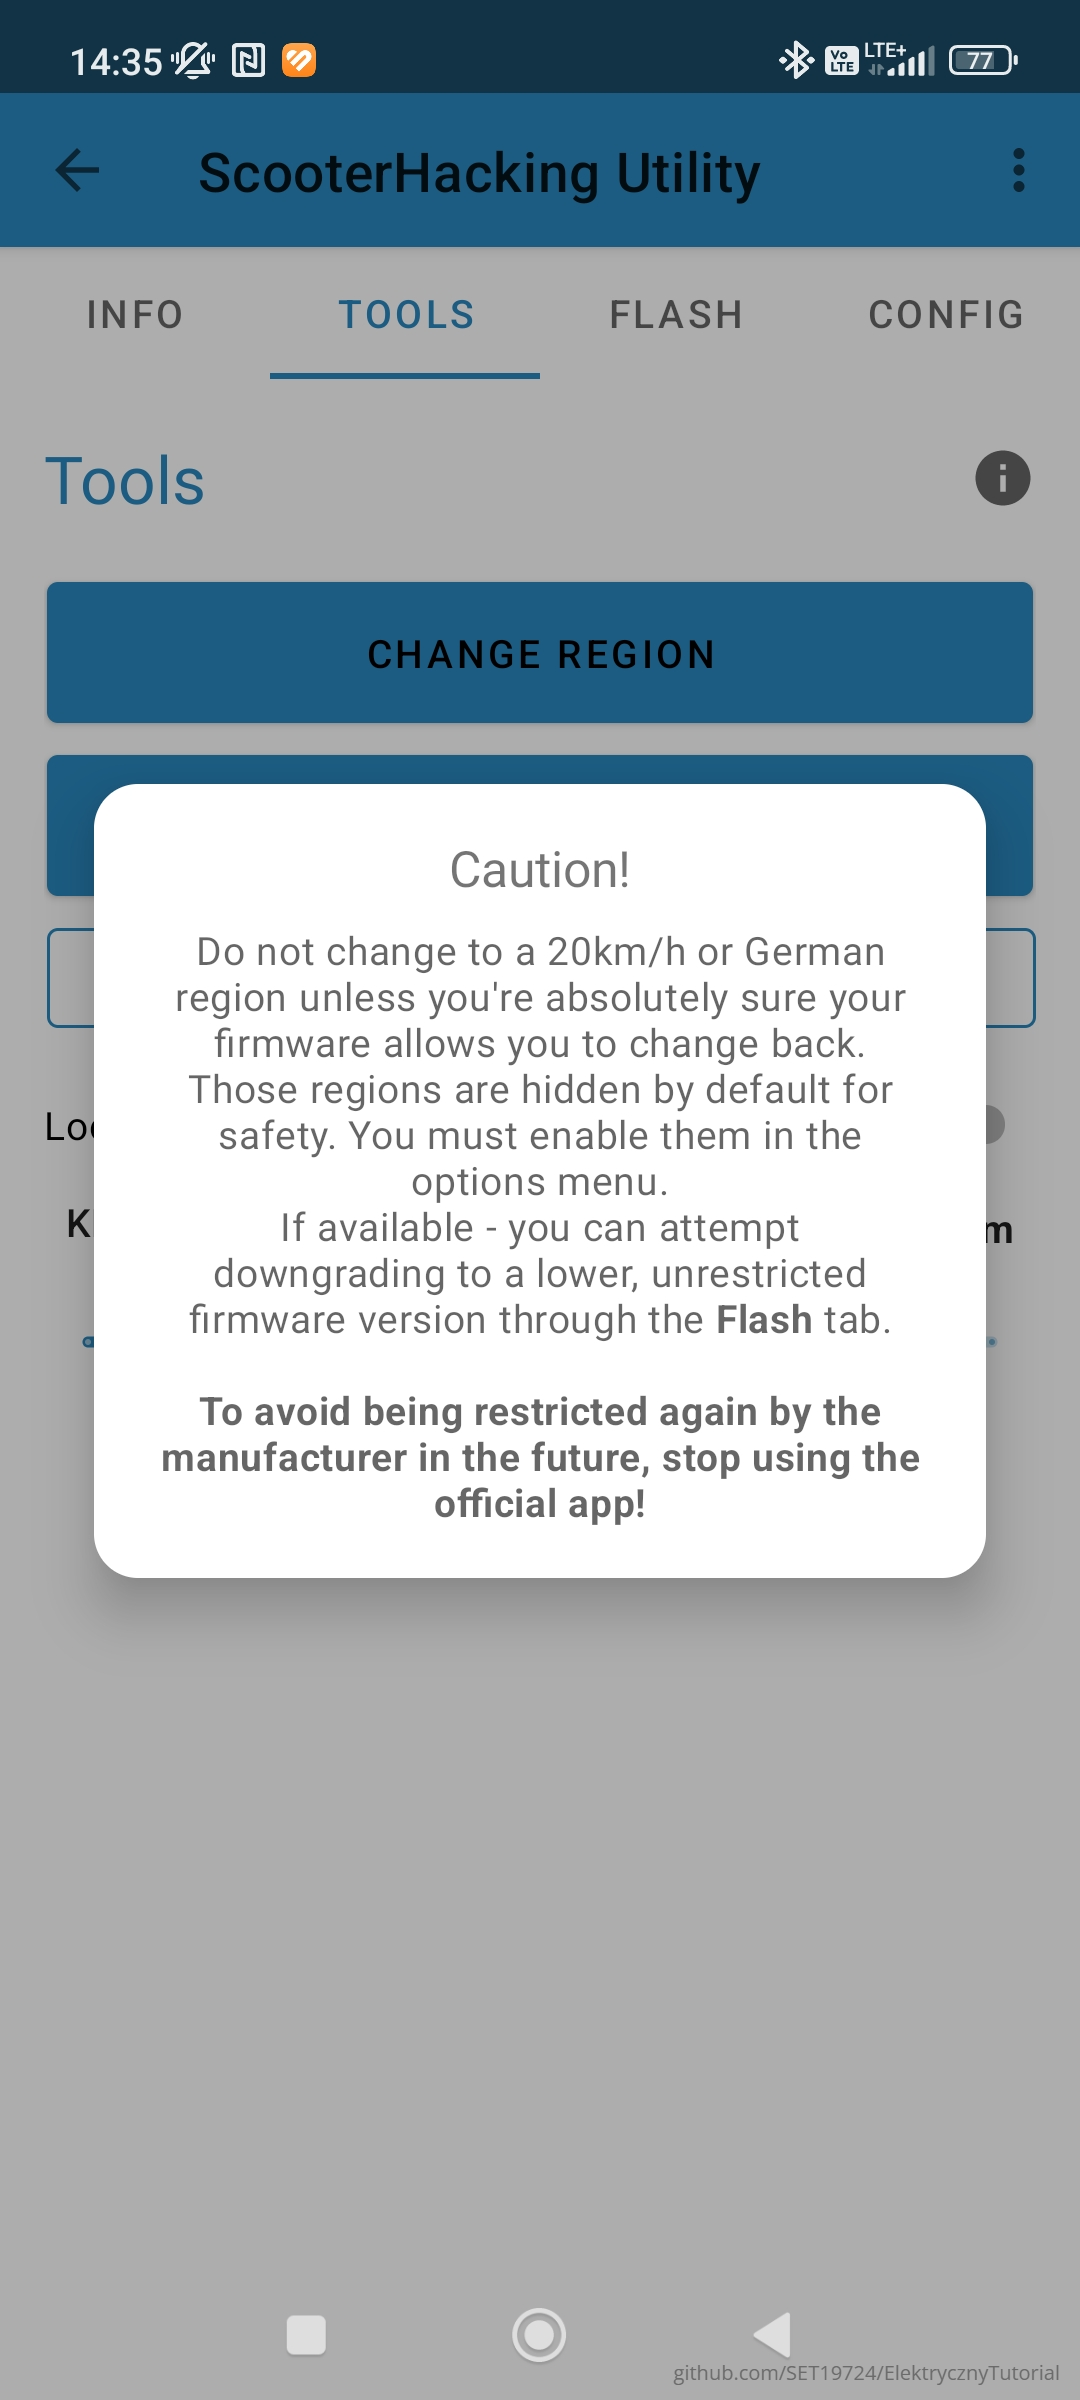 14:35
Vo LTE
LTE+
77
ScooterHacking Utility
INFO
TOOLS
FLASH
CONFIG
Tools
CHANGE REGION
Caution!
Do not change to a 20km/h or German
region unless you're absolutely sure your
firmware allows you to change back.
Those regions are hidden by default for
safety. You must enable them in the
options menu.
If available - you can attempt
downgrading to a lower, unrestricted
firmware version through the Flash tab.
To avoid being restricted again by the
manufacturer in the future, stop using the
official app!
github.com/SET19724/ElektrycznyTutorial